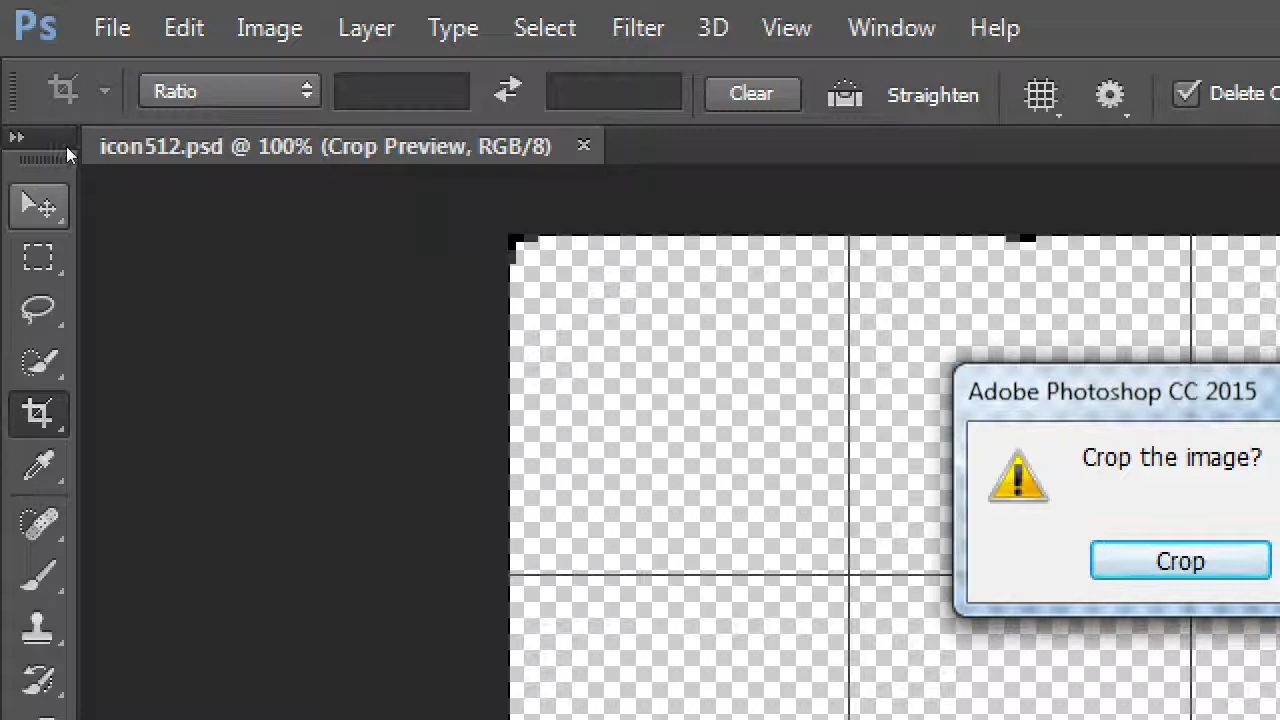 Ps File Edit Image Layer Type Select Filter 3D View Window Help
Ratio Clear Straighten Delete C
icon512.psd @ 100% (Crop Preview, RGB/8) ×
Adobe Photoshop CC 2015
Crop the image?
Crop